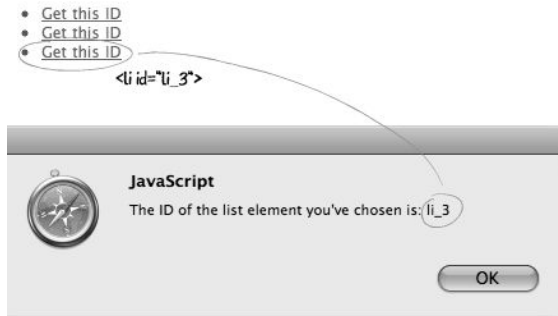 Get this ID
Get this ID
Get this ID
<li id="li_3">
JavaScript
The ID of the list element you've chosen is: li_3
OK